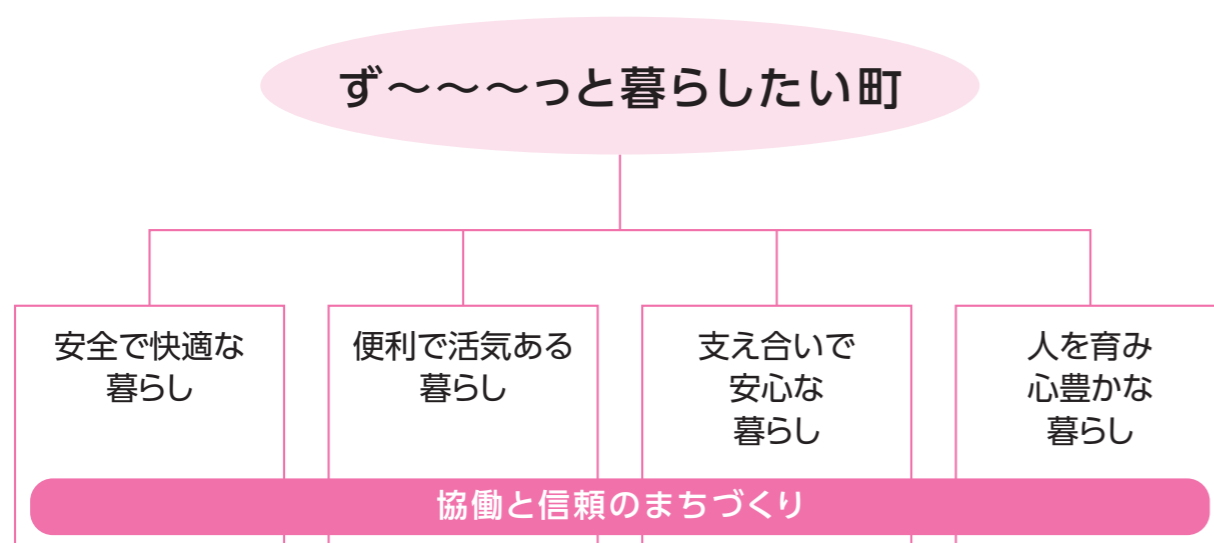 ず～～～っと暮らしたい町
安全で快適な
暮らし
便利で活気ある
暮らし
支え合いで
安心な
暮らし
人を育み
心豊かな
暮らし
協働と信頼のまちづくり